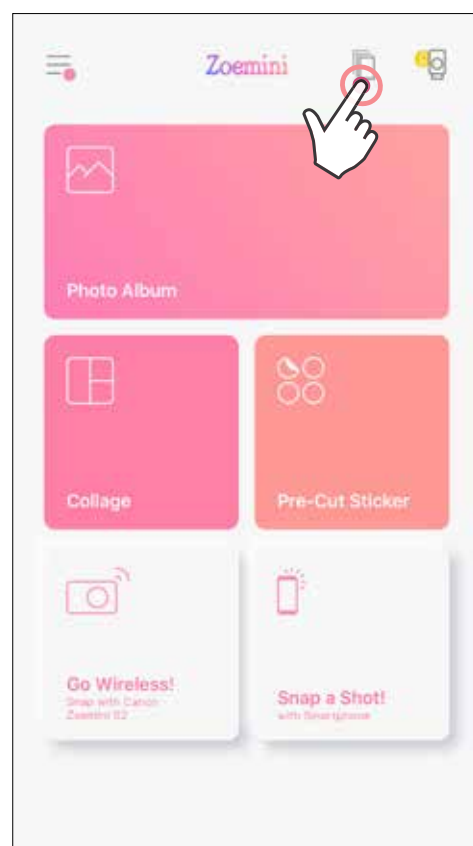 Zoemini
Photo Album
Collage
Pre-Cut Sticker
Go Wireless!
Snap with Canon
Zoemini S2
Snap a Shot!
with Smartphone